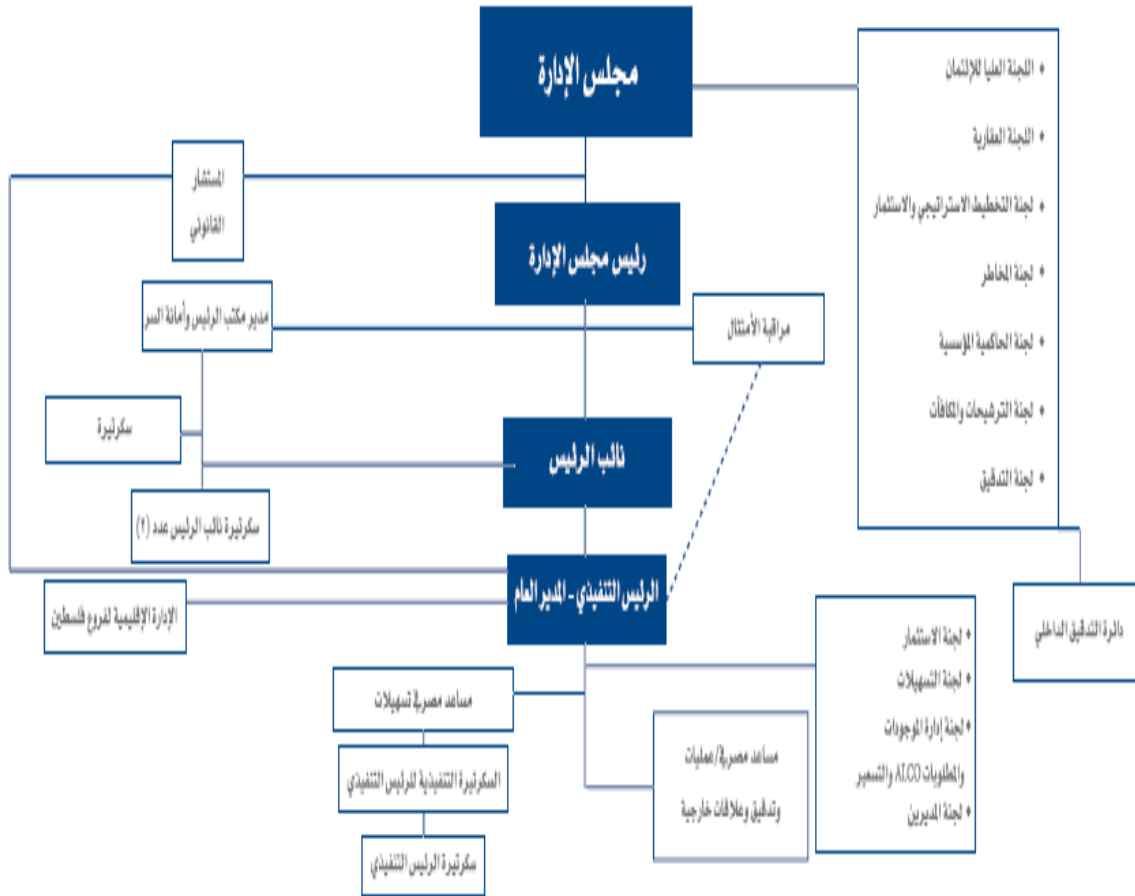 مجلس الإدارة
• اللجنة العليا للإئتمان
• اللجنة العقارية
• لجنة التخطيط الاستراتيجي والاستثمار
• لجنة المخاطر
• لجنة الحاكمية المؤسسية
• لجنة الترشيحات والمكافآت
• لجنة التدقيق
دائرة التدقيق الداخلي
المستشار
القانوني
رئيس مجلس الإدارة
مراقبة الأمتثال
مدير مكتب الرئيس وأمانة السر
سكرتيرة
نائب الرئيس
سكرتيرة نائب الرئيس عدد (٢)
الرئيس التنفيذي - المدير العام
الإدارة الإقليمية لفروع فلسطين
• لجنة الاستثمار
• لجنة التسهيلات
• لجنة إدارة الموجودات
والمطلوبات ALCO والتسعير
• لجنة المديرين
مساعد مصرفي تسهيلات
مساعد مصرفي/عمليات
وتدقيق وعلاقات خارجية
السكرتيرة التنفيذية للرئيس التنفيذي
سكرتيرة الرئيس التنفيذي